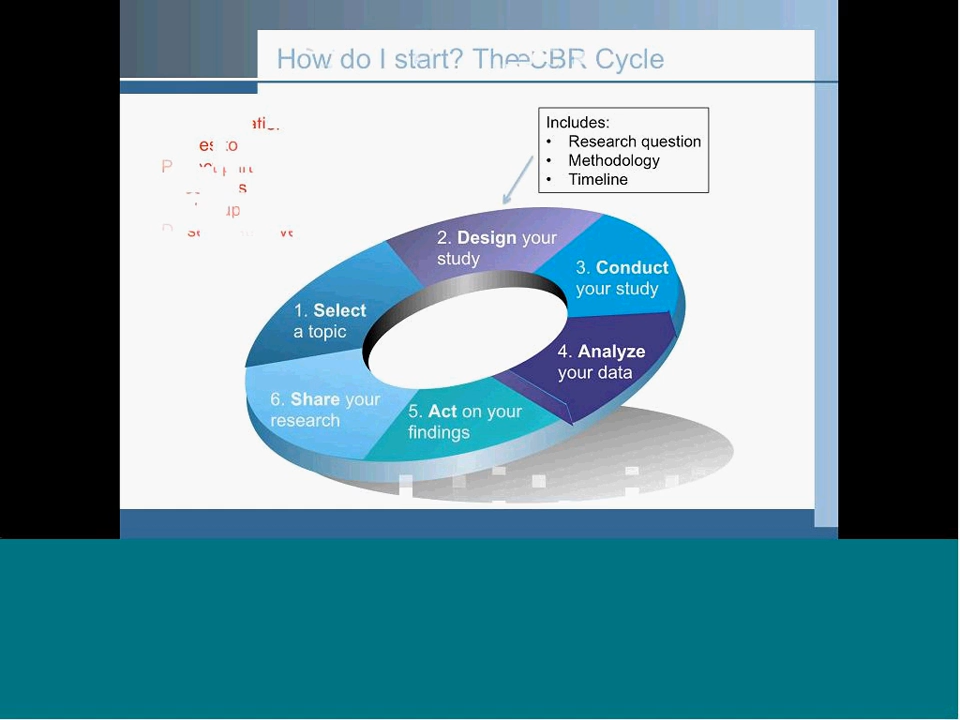 How do I start? The CBR Cycle
Includes:
• Research question
• Methodology
• Timeline
2. Design your
study
3. Conduct
your study
1. Select
a topic
4. Analyze
your data
6. Share your
research
5. Act on your
findings